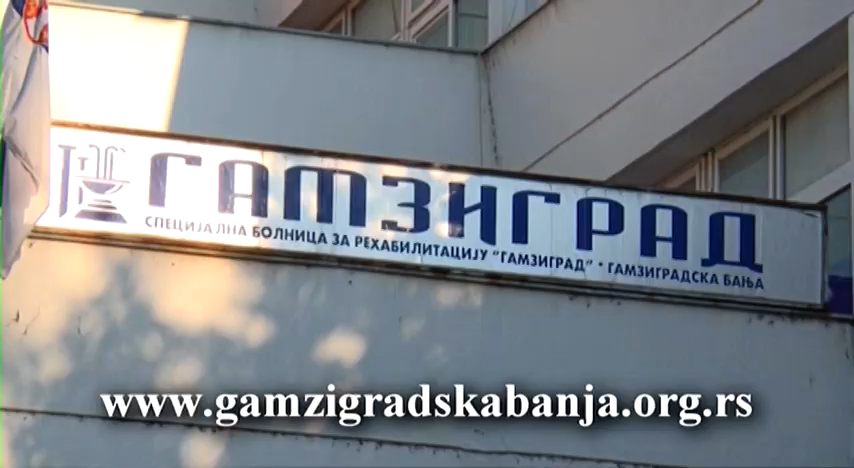 ГАМЗИГРАД
СПЕЦИЈАЛНА БОЛНИЦА ЗА РЕХАБИЛИТАЦИЈУ "ГАМЗИГРАД" · ГАМЗИГРАДСКА БАЊА
www.gamzigradskabanja.org.rs